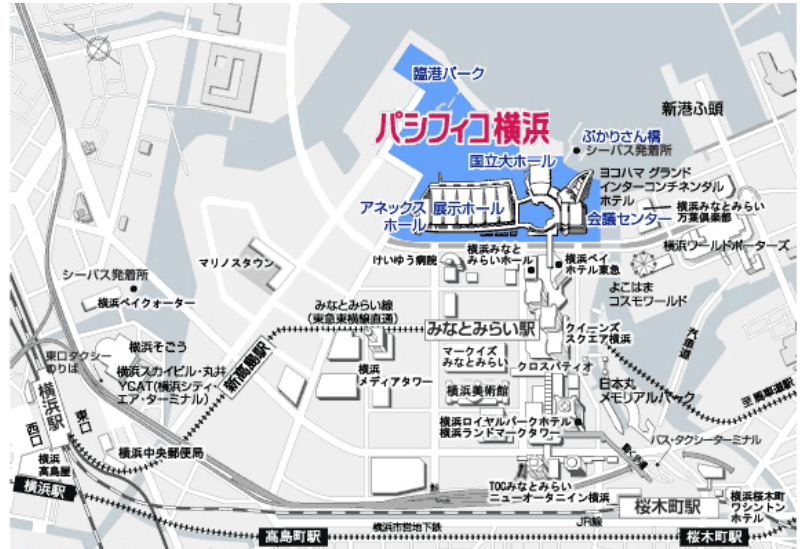 臨港パーク
パシフィコ横浜
新港ふ頭
ぷかりさん橋
シーバス発着所
国立大ホール
ヨコハマ グランド
インターコンチネンタル
ホテル
アネックス
ホール
展示ホール
会議センター
横浜みなとみらい
万葉倶楽部
横浜ワールドポーターズ
マリノスタウン
けいゆう病院
横浜みなと
みらいホール
横浜ベイ
ホテル東急
よこはま
コスモワールド
シーバス発着所
横浜ベイクォーター
みなとみらい線
(東急東横線直通)
みなとみらい駅
クイーンズ
スクエア横浜
汽車道
横浜そごう
新高島駅
東口タクシー
のりば
横浜スカイビル・丸井
YCAT(横浜シティ・
エア・ターミナル)
横浜
メディアタワー
マークイズ
みなとみらい
クロスパティオ
横浜美術館
日本丸
メモリアルパーク
至馬車道駅
横浜駅
東口
西口
横浜ロイヤルパークホテル
横浜ランドマークタワー
動く歩道
バス・タクシーターミナル
横浜中央郵便局
横浜
高島屋
TOCみなとみらい
ニューオータニイン横浜
横浜駅
桜木町駅
横浜桜木町
ワシントン
ホテル
横浜市営地下鉄
JR線
高島町駅
桜木町駅